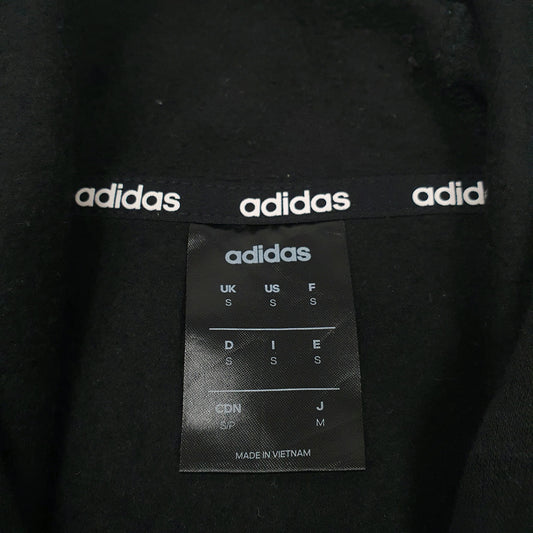 adidas adidas adid
adidas
UK US F
S S S
D I E
S S S
CDN J
S/P M
MADE IN VIETNAM